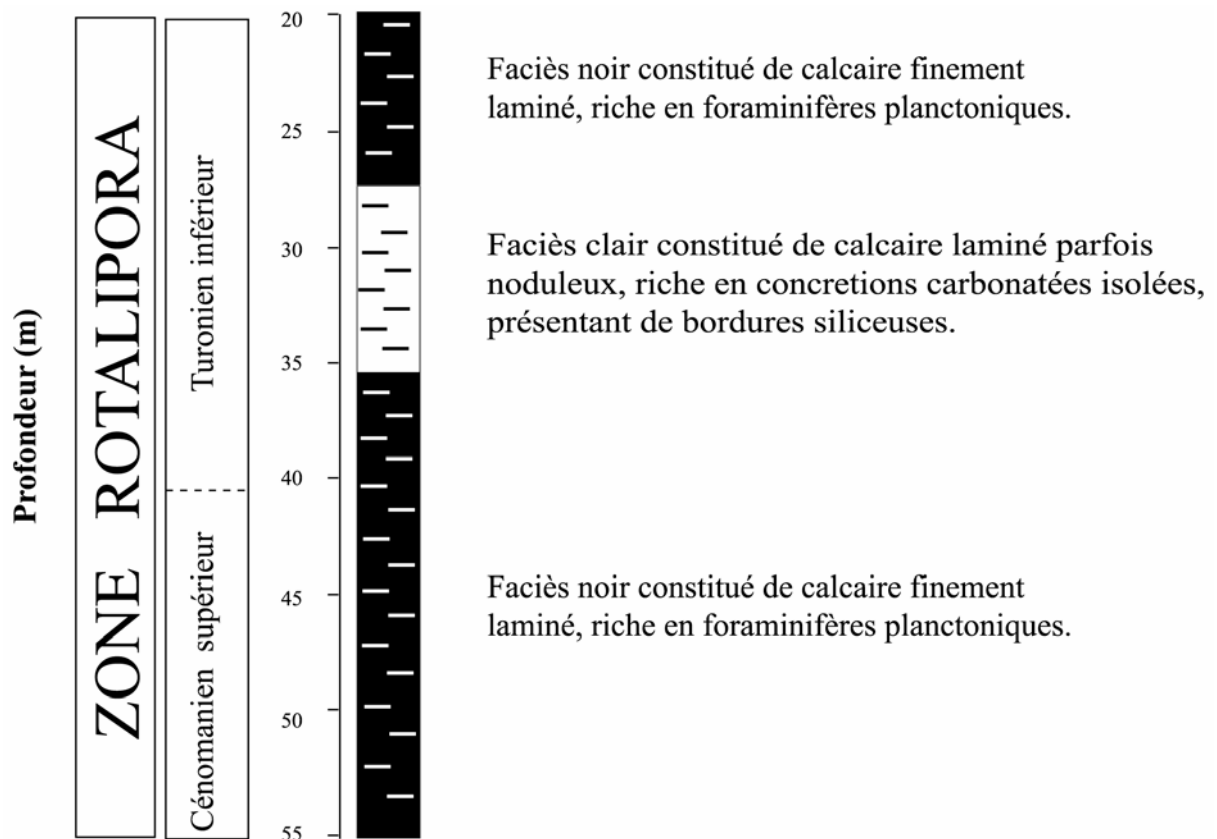 Profondeur (m)
ZONE ROTALIPORA
Turonien inférieur
Cénomanien supérieur
20
25
30
35
40
45
50
55
Faciès noir constitué de calcaire finement
laminé, riche en foraminifères planctoniques.
Faciès clair constitué de calcaire laminé parfois
noduleux, riche en concretions carbonatées isolées,
présentant de bordures siliceuses.
Faciès noir constitué de calcaire finement
laminé, riche en foraminifères planctoniques.